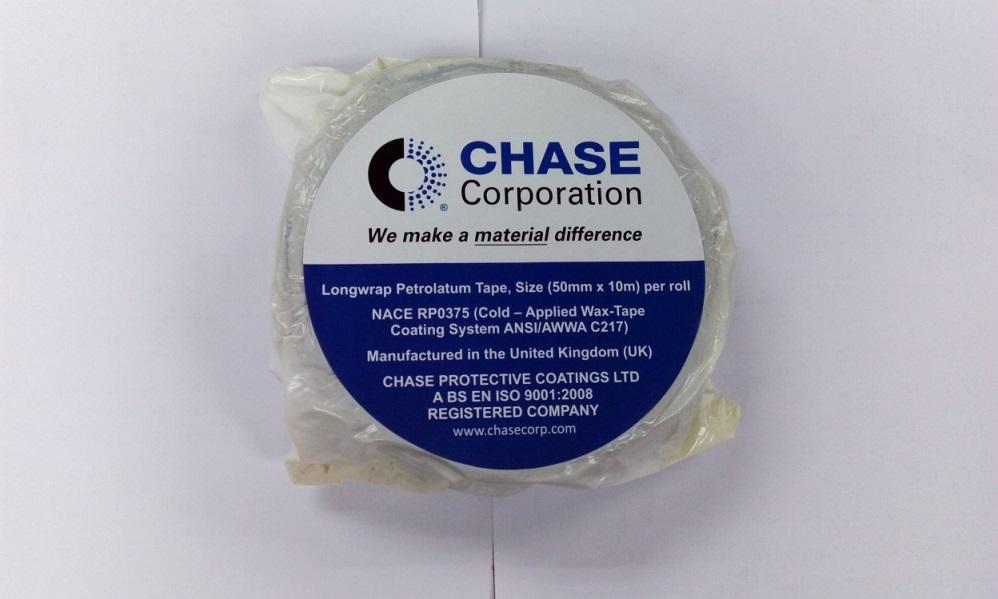 CHASE
Corporation
®
We make a material difference
Longwrap Petrolatum Tape, Size (50mm x 10m) per roll
NACE RP0375 (Cold – Applied Wax-Tape
Coating System ANSI/AWWA C217)
Manufactured in the United Kingdom (UK)
CHASE PROTECTIVE COATINGS LTD
A BS EN ISO 9001:2008
REGISTERED COMPANY
www.chasecorp.com